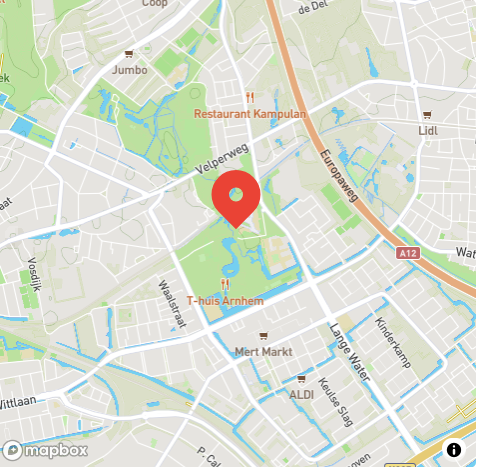 Coop
de Del
Jumbo
Restaurant Kampulan
Lidl
Velperweg
Europaweg
A12
Vosdijk
Waalstraat
T-huis Arnhem
Mert Markt
Lange Water
Kinderkamp
ALDI
Keulse Slag
mapbox